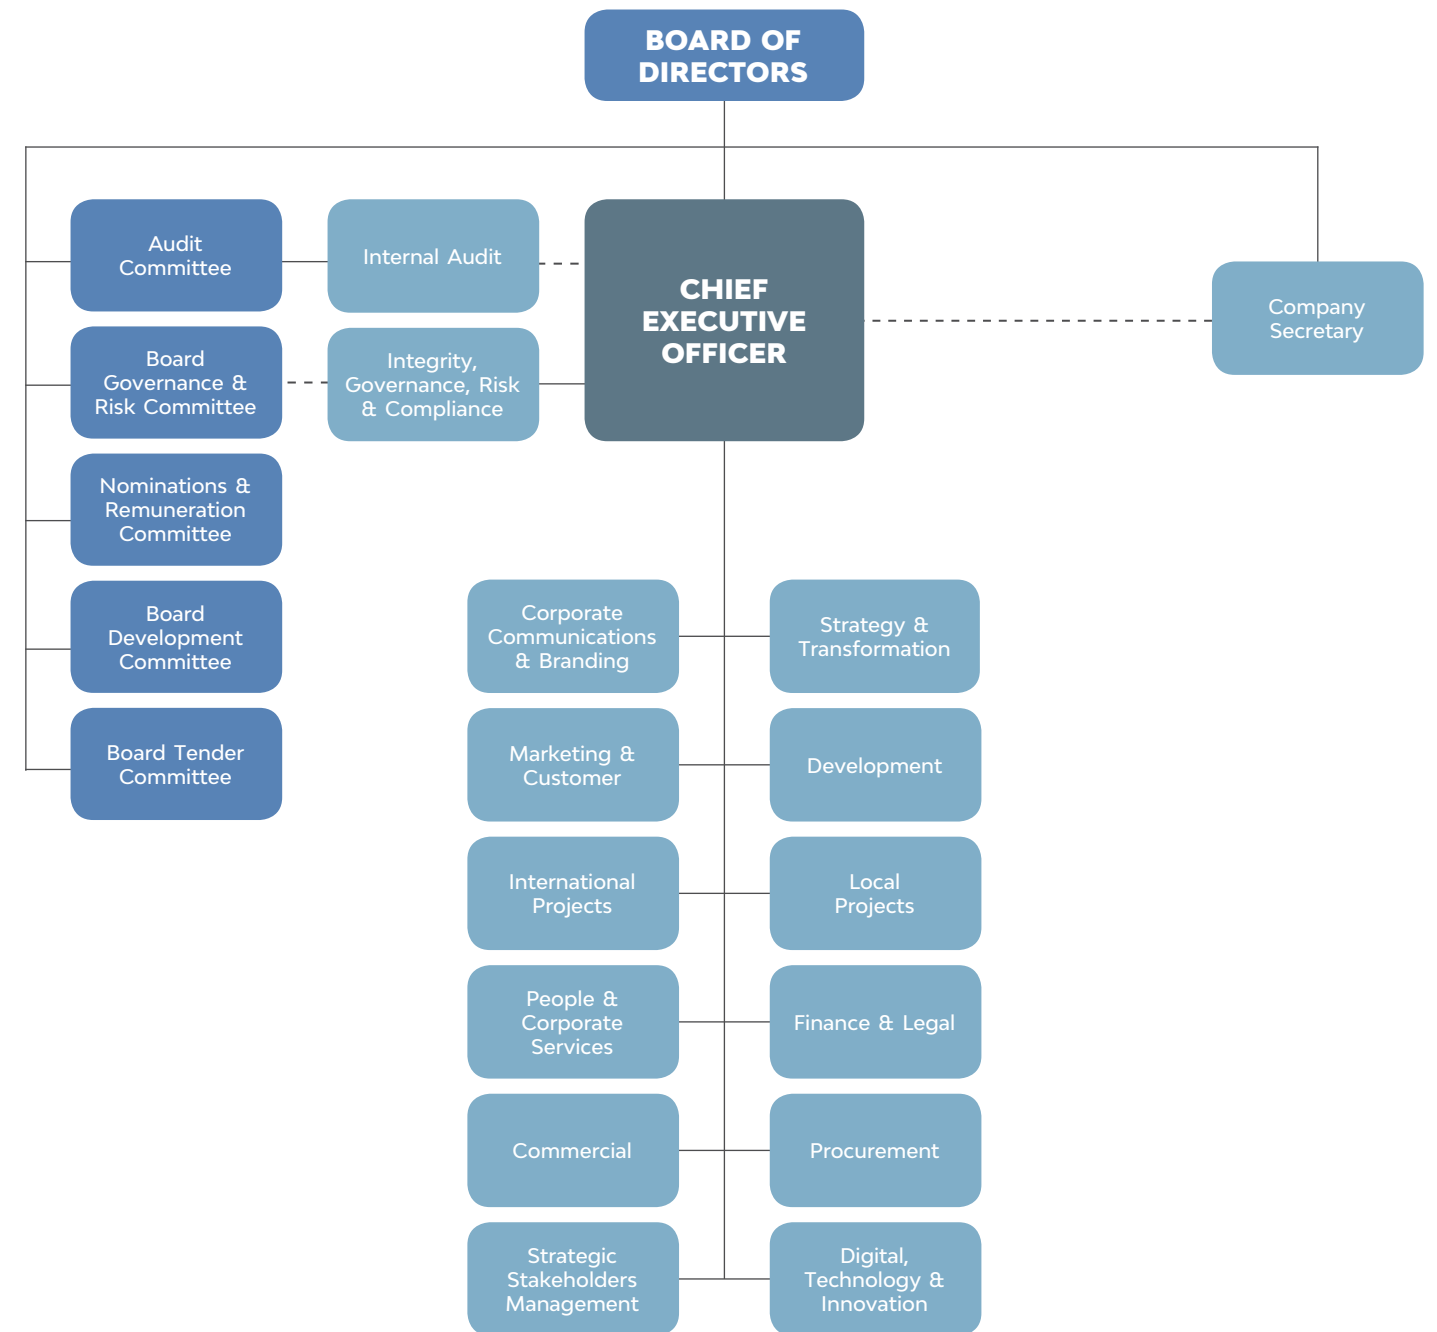 BOARD OF
DIRECTORS
Audit
Committee
Internal Audit
CHIEF
EXECUTIVE
OFFICER
Company
Secretary
Board
Governance &
Risk Committee
Integrity,
Governance, Risk
& Compliance
Nominations &
Remuneration
Committee
Board
Development
Committee
Board Tender
Committee
Corporate
Communications
& Branding
Strategy &
Transformation
Marketing &
Customer
Development
International
Projects
Local
Projects
People &
Corporate
Services
Finance & Legal
Commercial
Procurement
Strategic
Stakeholders
Management
Digital,
Technology &
Innovation